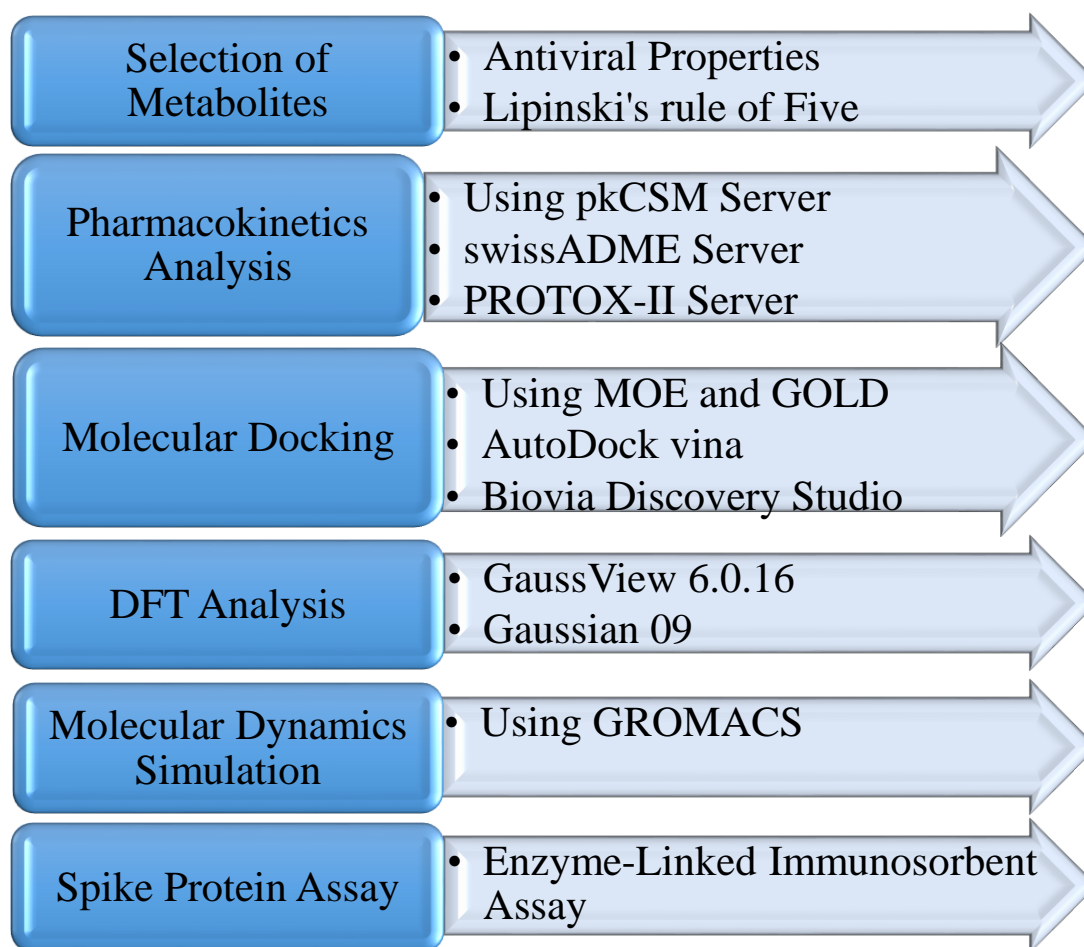 Selection of
Metabolites
• Antiviral Properties
• Lipinski's rule of Five
Pharmacokinetics
Analysis
• Using pkCSM Server
• swissADME Server
• PROTOX-II Server
Molecular Docking
• Using MOE and GOLD
• AutoDock vina
• Biovia Discovery Studio
DFT Analysis
• GaussView 6.0.16
• Gaussian 09
Molecular Dynamics
Simulation
• Using GROMACS
Spike Protein Assay
• Enzyme-Linked Immunosorbent
Assay